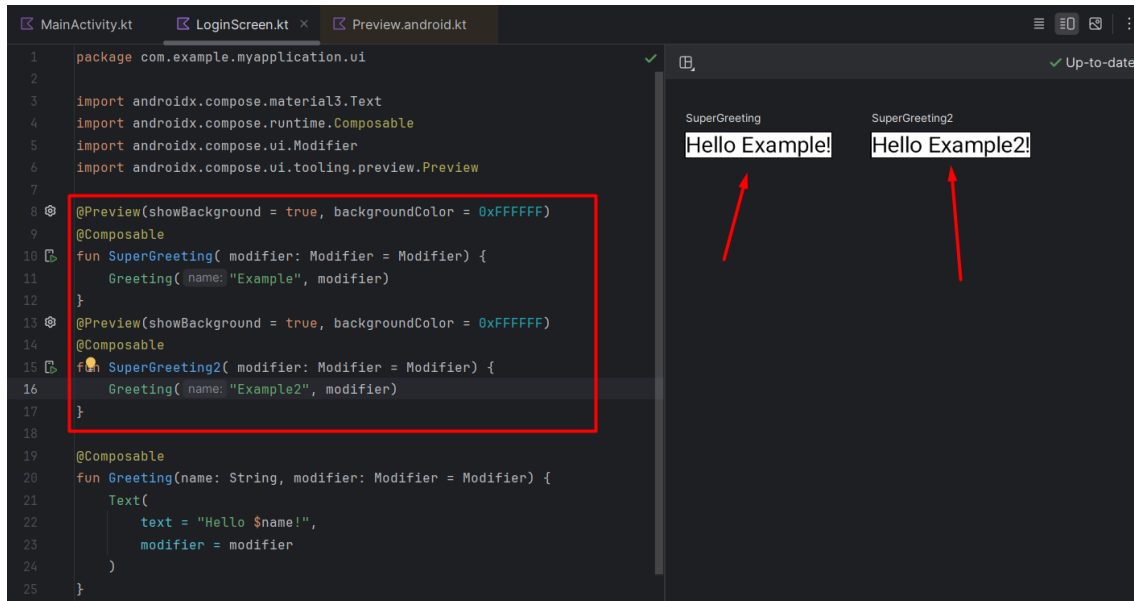 MainActivity.kt LoginScreen.kt × Preview.android.kt
1 package com.example.myapplication.ui
Up-to-date
2
3 import androidx.compose.material3.Text
4 import androidx.compose.runtime.Composable
5 import androidx.compose.ui.Modifier
6 import androidx.compose.ui.tooling.preview.Preview
7
8 @Preview(showBackground = true, backgroundColor = 0xFFFFFF)
9 @Composable
10 fun SuperGreeting( modifier: Modifier = Modifier) {
11 Greeting( name: "Example", modifier)
12 }
13 @Preview(showBackground = true, backgroundColor = 0xFFFFFF)
14 @Composable
15 fun SuperGreeting2( modifier: Modifier = Modifier) {
16 Greeting( name: "Example2", modifier)
17 }
18
19 @Composable
20 fun Greeting(name: String, modifier: Modifier = Modifier) {
21 Text(
22 text = "Hello $name!",
23 modifier = modifier
24 )
25 }
SuperGreeting SuperGreeting2
Hello Example! Hello Example2!